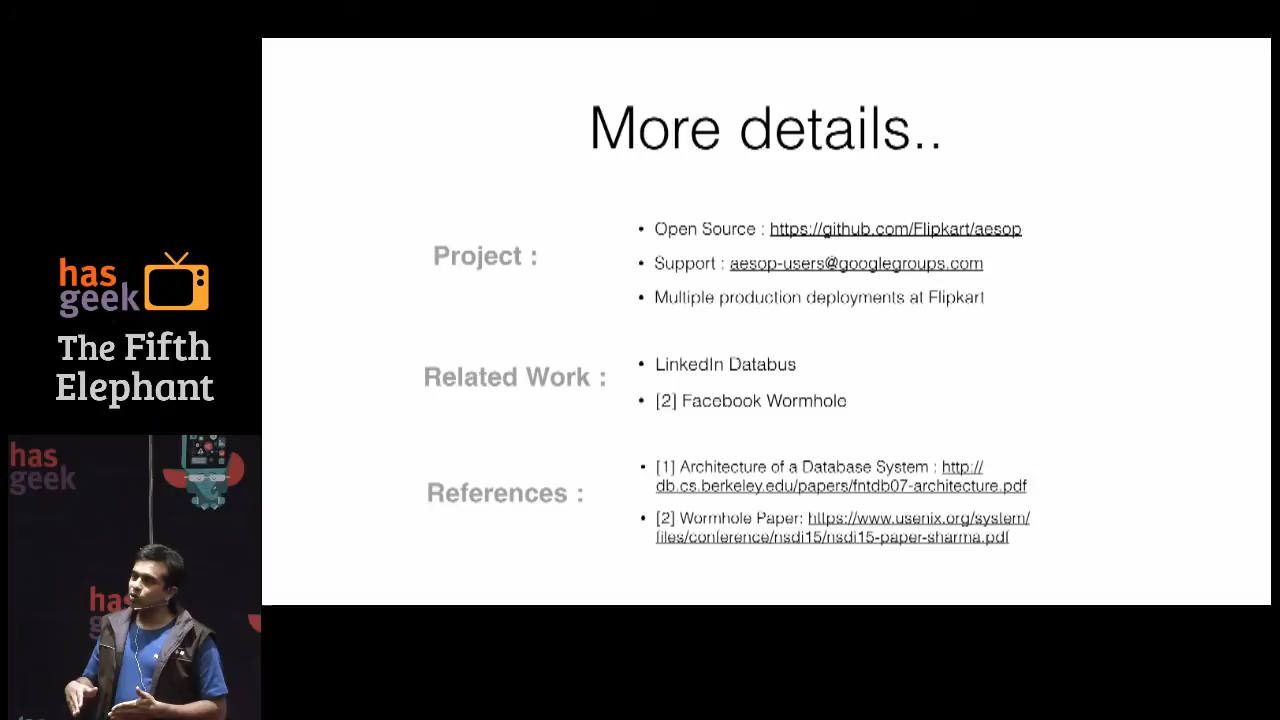 has
geek
The Fifth
Elephant
has
geek
has
More details..
Project :
• Open Source : https://github.com/Flipkart/aesop
• Support : aesop-users@googlegroups.com
• Multiple production deployments at Flipkart
Related Work :
• LinkedIn Databus
• [2] Facebook Wormhole
References :
• [1] Architecture of a Database System : http://
db.cs.berkeley.edu/papers/fntdb07-architecture.pdf
• [2] Wormhole Paper: https://www.usenix.org/system/
files/conference/nsdi15/nsdi15-paper-sharma.pdf